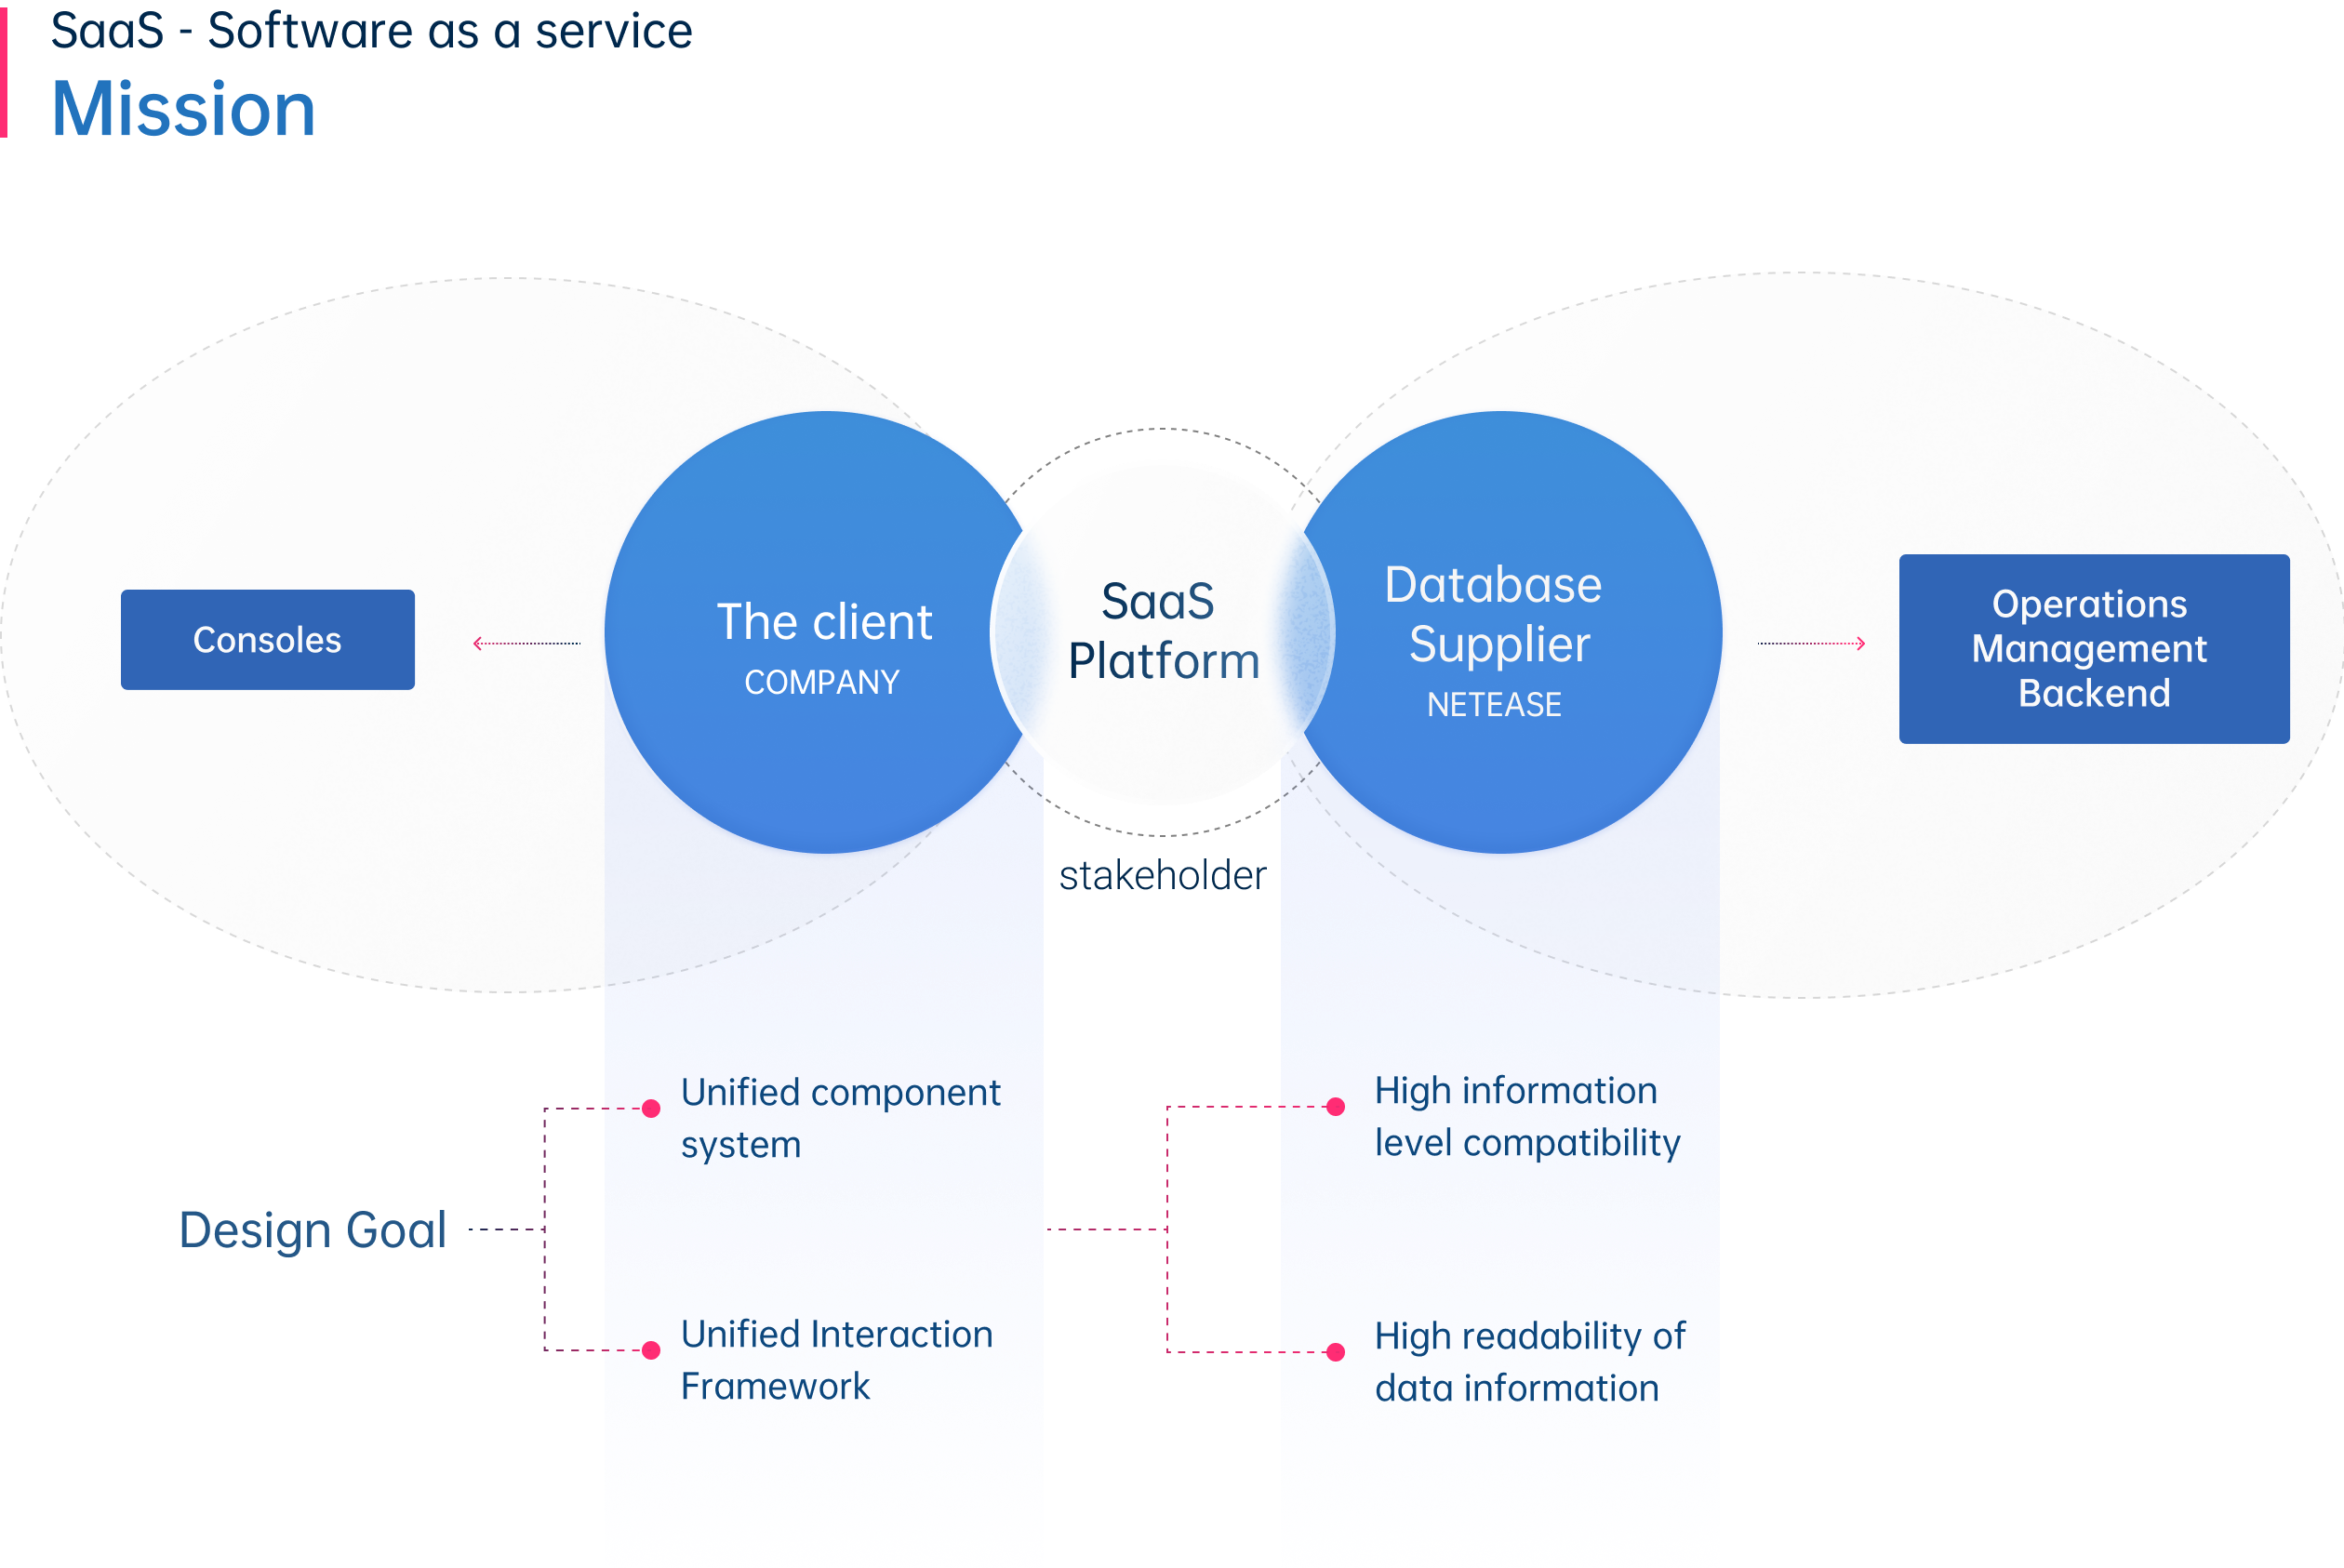 SaaS - Software as a service
Mission
Consoles
The client
COMPANY
SaaS
Platform
Database
Supplier
NETEASE
Operations
Management
Backend
stakeholder
Design Goal
Unified component
system
Unified Interaction
Framework
High information
level compatibility
High readability of
data information